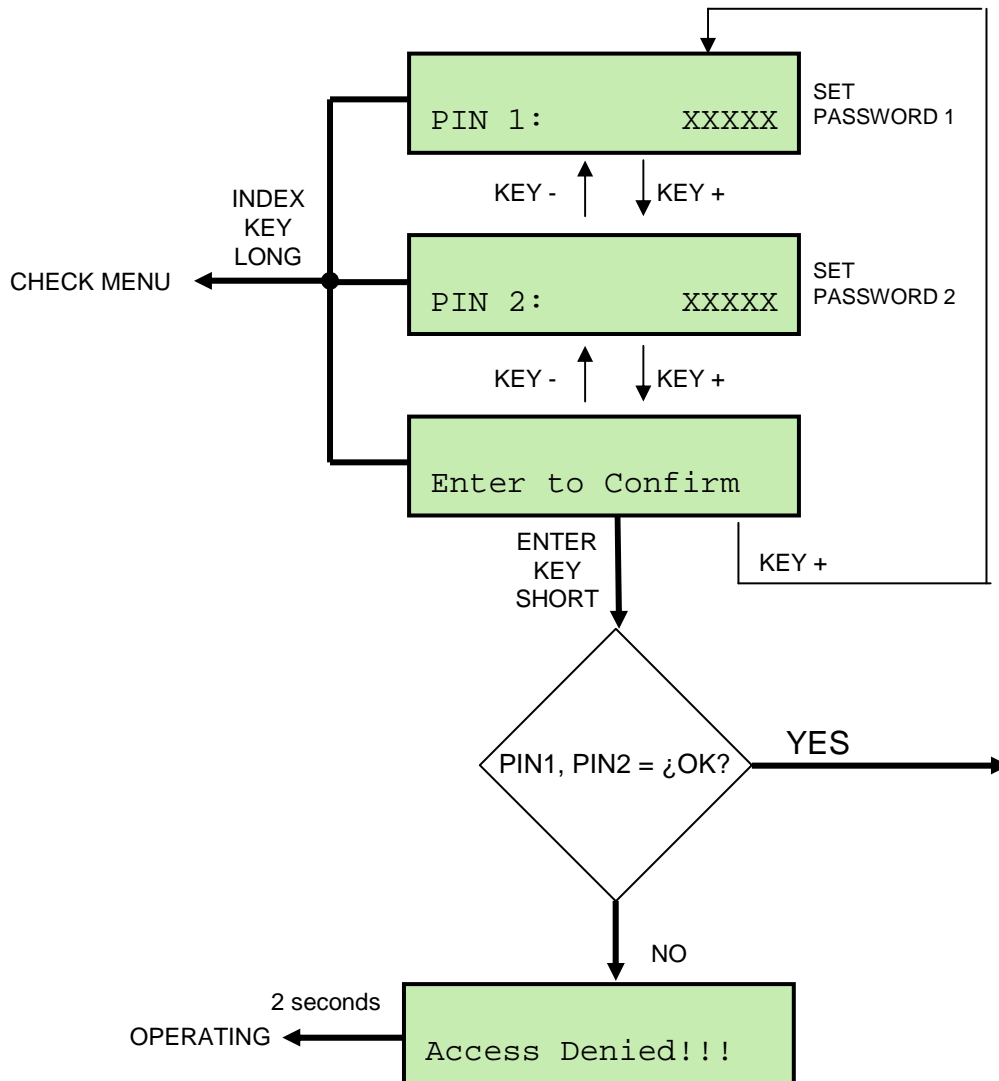 PIN 1: XXXXX
SET
PASSWORD 1
KEY -
KEY +
INDEX
KEY
LONG
CHECK MENU
PIN 2: XXXXX
SET
PASSWORD 2
KEY -
KEY +
Enter to Confirm
ENTER
KEY
SHORT
KEY +
PIN1, PIN2 = ¿OK?
YES
NO
2 seconds
OPERATING
Access Denied!!!